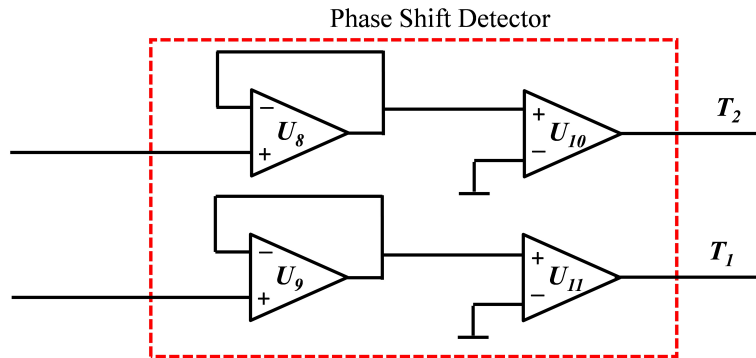 Phase Shift Detector
−
U8
+
+
U10
−
T2
−
U9
+
+
U11
−
T1